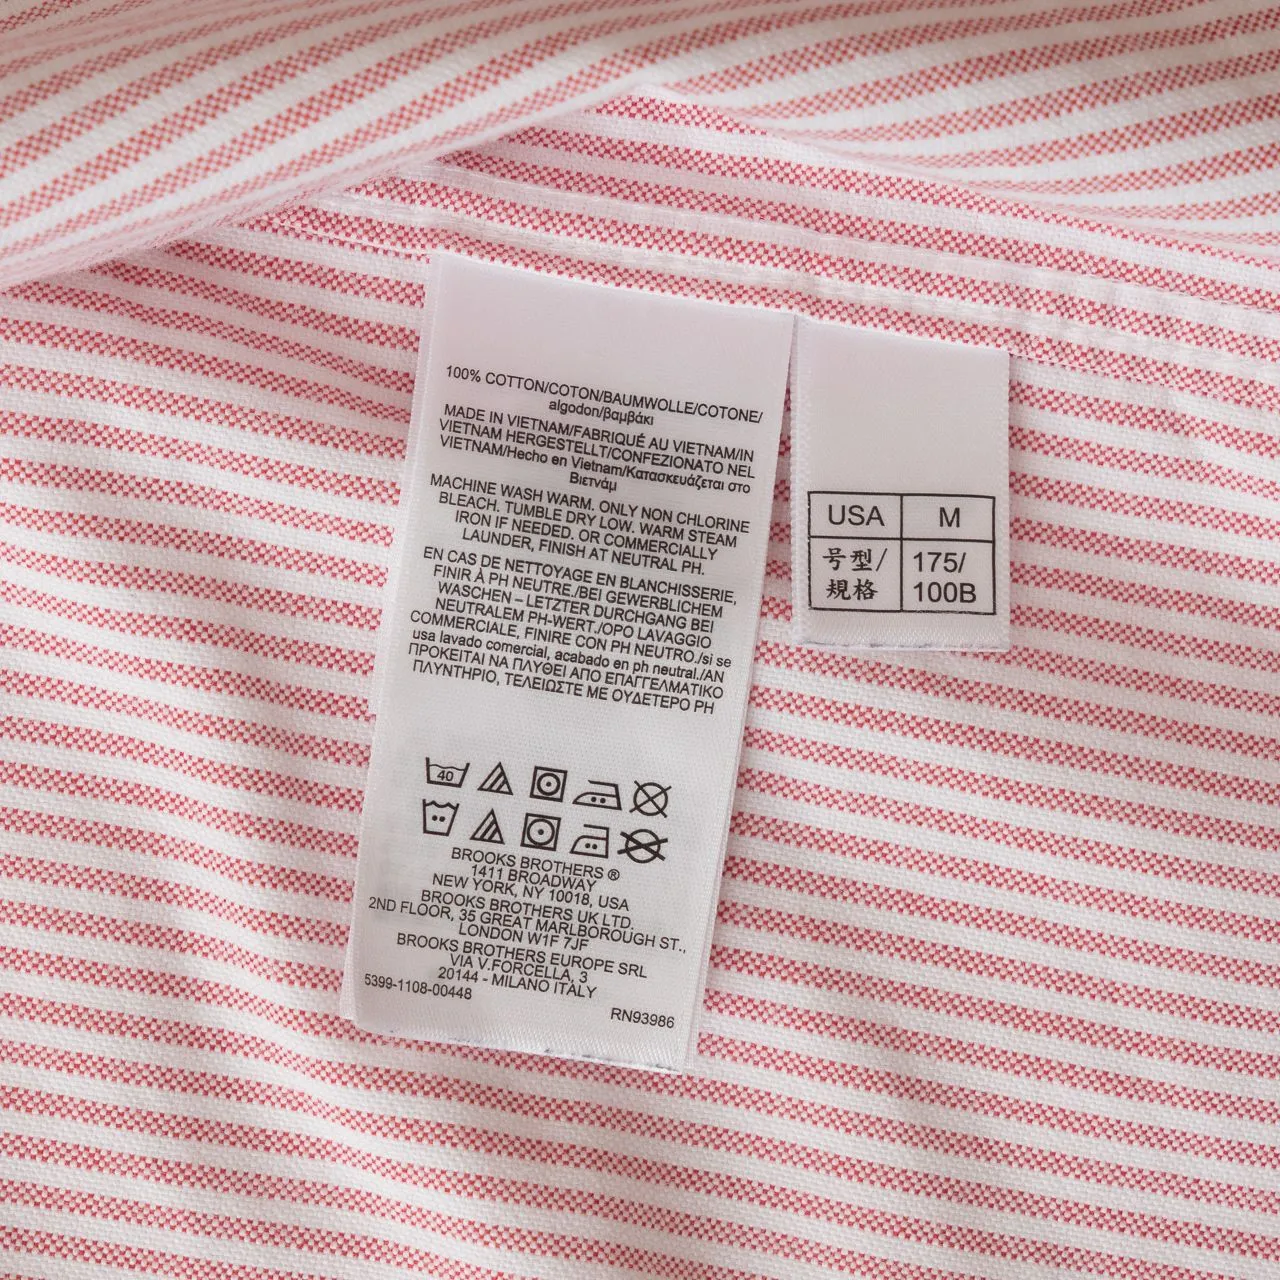 100% COTTON/COTON/BAUMWOLLE/COTONE/
algodon/βαμβάκι
MADE IN VIETNAM/FABRIQUÉ AU VIETNAM/IN
VIETNAM HERGESTELLT/CONFEZIONATO NEL
VIETNAM/Hecho en Vietnam/Κατασκευάζεται στο
Βιετνάμ
MACHINE WASH WARM. ONLY NON CHLORINE
BLEACH. TUMBLE DRY LOW. WARM STEAM
IRON IF NEEDED. OR COMMERCIALLY
LAUNDER, FINISH AT NEUTRAL PH.
EN CAS DE NETTOYAGE EN BLANCHISSERIE,
FINIR À PH NEUTRE./BEI GEWERBLICHEM
WASCHEN – LETZTER DURCHGANG BEI
NEUTRALEM PH-WERT./OPO LAVAGGIO
COMMERCIALE, FINIRE CON PH NEUTRO./si se
usa lavado comercial, acabado en ph neutral./AN
ΠΡΟΚΕΙΤΑΙ ΝΑ ΠΛΥΘΕΙ ΑΠΟ ΕΠΑΓΓΕΛΜΑΤΙΚΟ
ΠΛΥΝΤΗΡΙΟ, ΤΕΛΕΙΩΣΤΕ ΜΕ ΟΥΔΕΤΕΡΟ PH
40
BROOKS BROTHERS ®
1411 BROADWAY
NEW YORK, NY 10018, USA
BROOKS BROTHERS UK LTD.
2ND FLOOR, 35 GREAT MARLBOROUGH ST.,
LONDON W1F 7JF
BROOKS BROTHERS EUROPE SRL
VIA V.FORCELLA, 3
20144 - MILANO ITALY
5399-1108-00448
RN93986
USA M
号型/ 175/
規格 100B